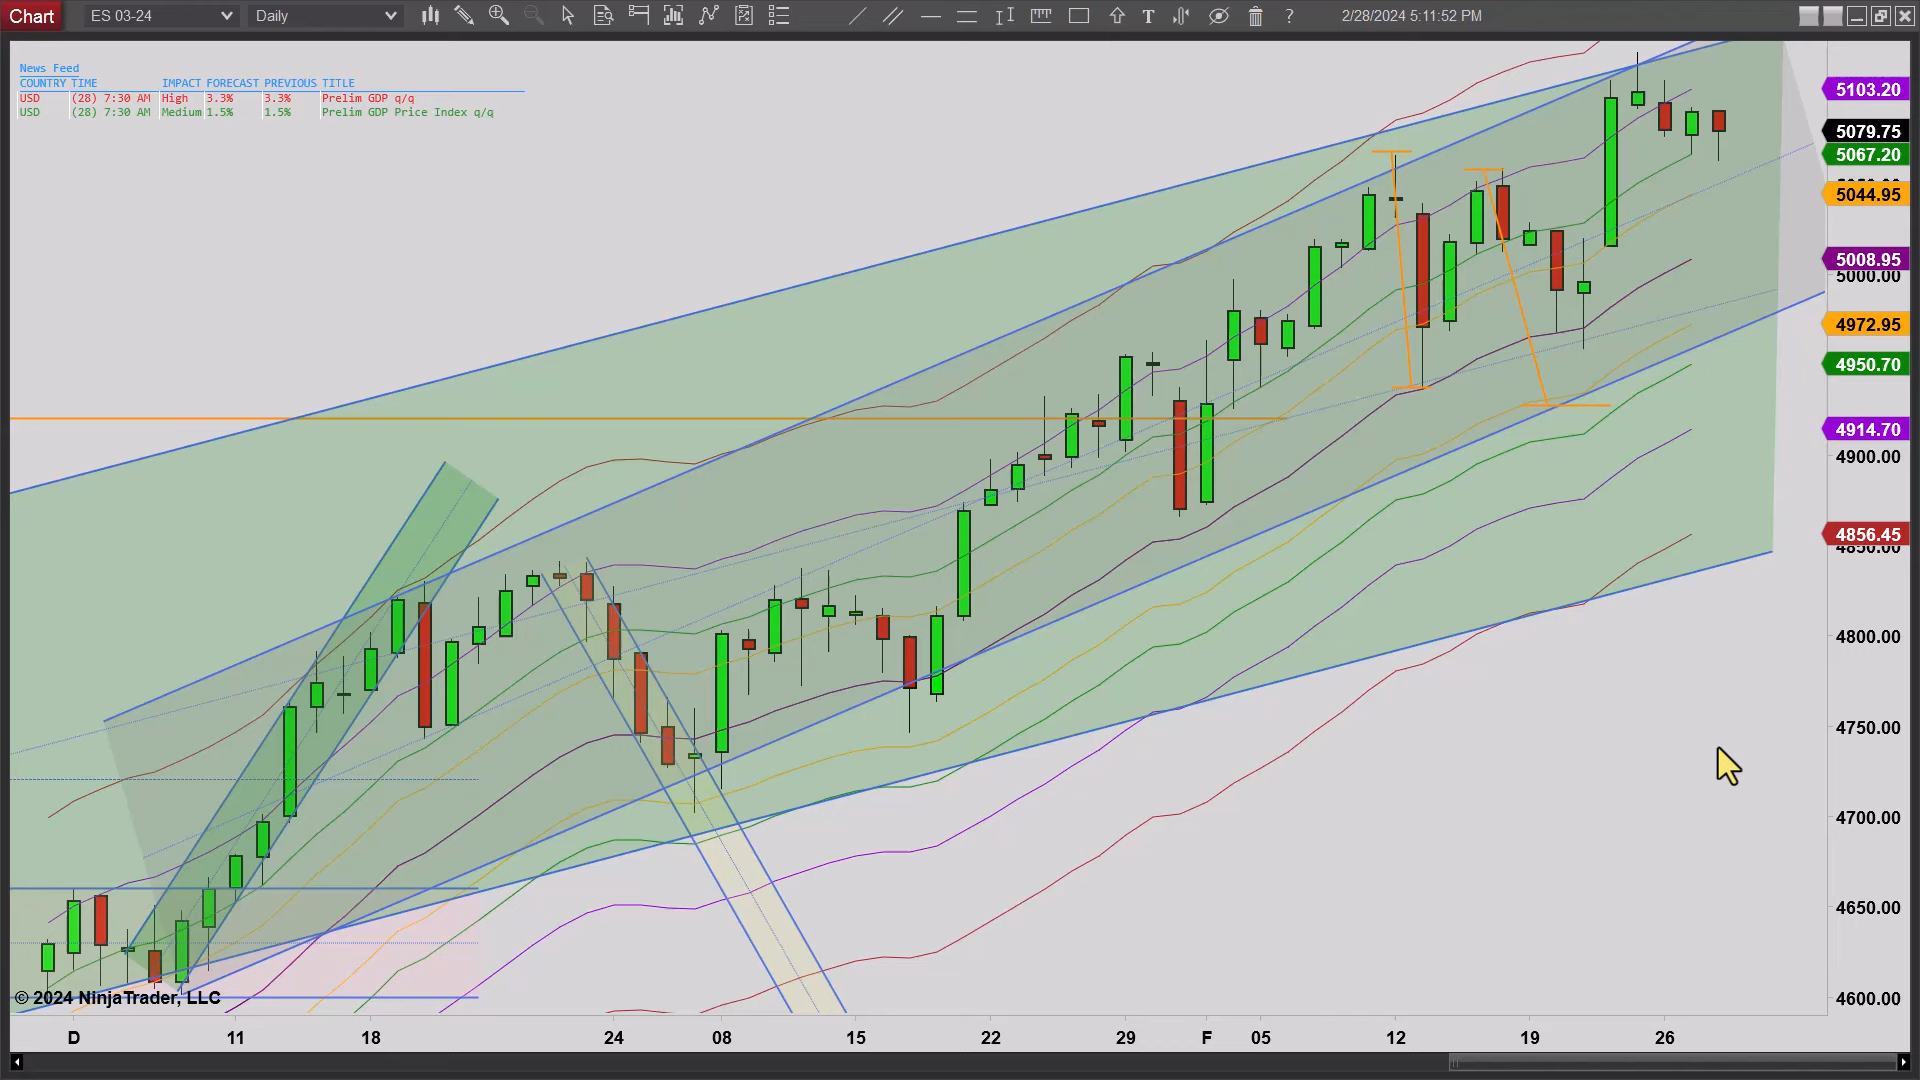 Chart ES 03-24 Daily T ? 2/28/2024 5:11:52 PM
News Feed
COUNTRY TIME IMPACT FORECAST PREVIOUS TITLE
USD (28) 7:30 AM High 3.3% 3.3% Prelim GDP q/q
USD (28) 7:30 AM Medium 1.5% 1.5% Prelim GDP Price Index q/q
5103.20
5079.75
5067.20
5044.95
5008.95
5000.00
4972.95
4950.70
4914.70
4900.00
4856.45
4850.00
4800.00
4750.00
4700.00
4650.00
4600.00
© 2024 NinjaTrader, LLC
D 11 18 24 08 15 22 29 F 05 12 19 26